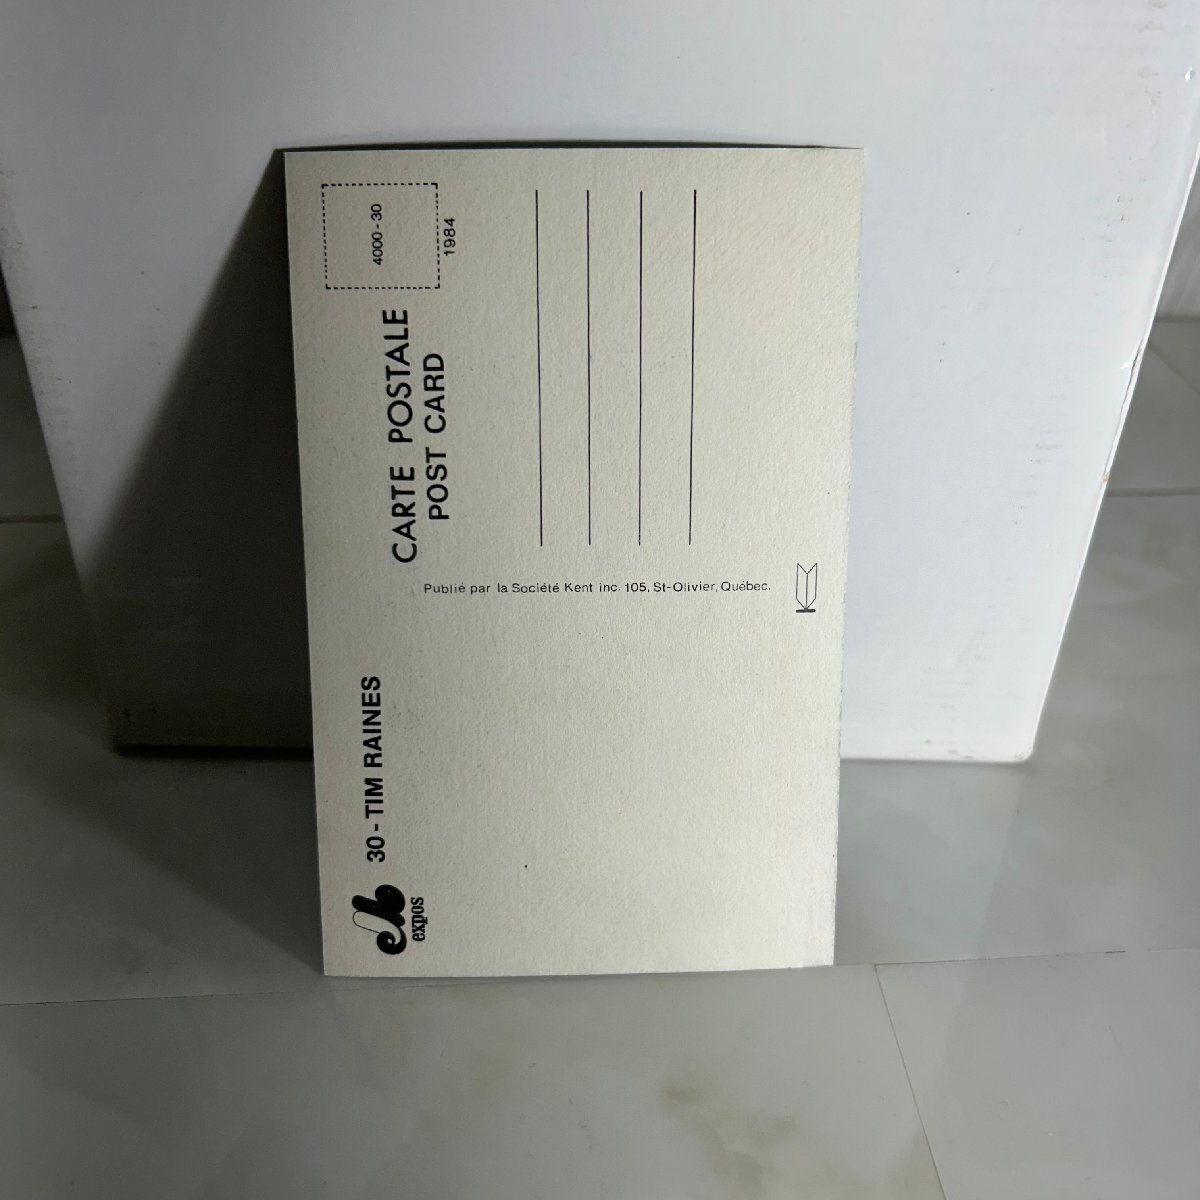 expos
30 - TIM RAINES
CARTE POSTALE
POST CARD
4000-30
1984
Publié par la Société Kent inc. 105, St-Olivier, Québec.